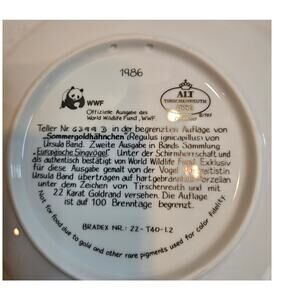 1986
WWF
Offizielle Ausgabe des
World Wildlife Fund, WWF.
ALT
TIRSCHENREUTH
Teller Nr 6399 D in der begrenzten Auflage von
"Sommergoldhähnchen" (Regulus ignicapillus) von
Ursula Band. Zweite Ausgabe in Bands Sammlung
"Europäische Singvögel". Unter der Schirmherrschaft und
als authentisch bestätigt von World Wildlife Fund. Exklusiv
für diese Ausgabe gemalt von der Vogel
Ursula Band übertragen auf hartgebranntem Porzellan
unter dem Zeichen von Tirschenreuth und mit
22 Karat Goldrand versehen. Die Auflage
ist auf 100 Brenntage begrenzt.
BRADEX NR.: 22-T40-1.2
not for food due to gold and other rare pigments used for color fidelity.